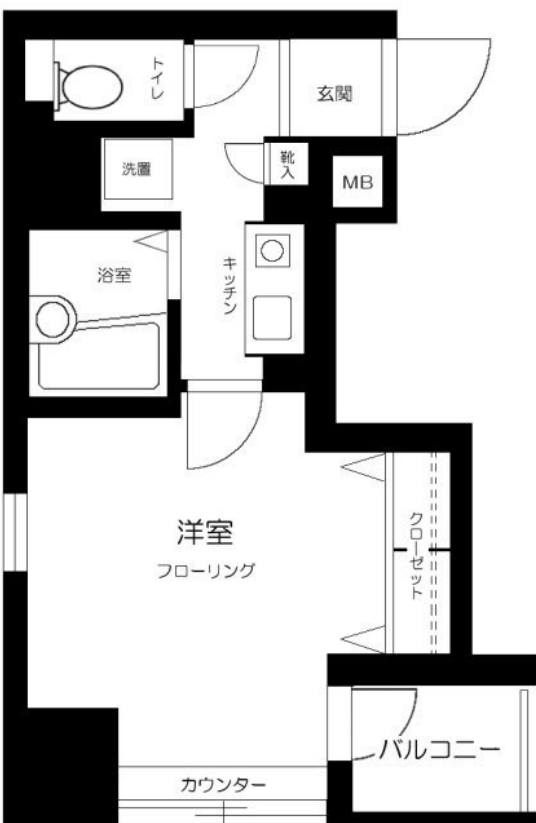 トイレ
玄関
洗置
靴入
MB
浴室
キッチン
洋室
フローリング
クローゼット
バルコニー
カウンター